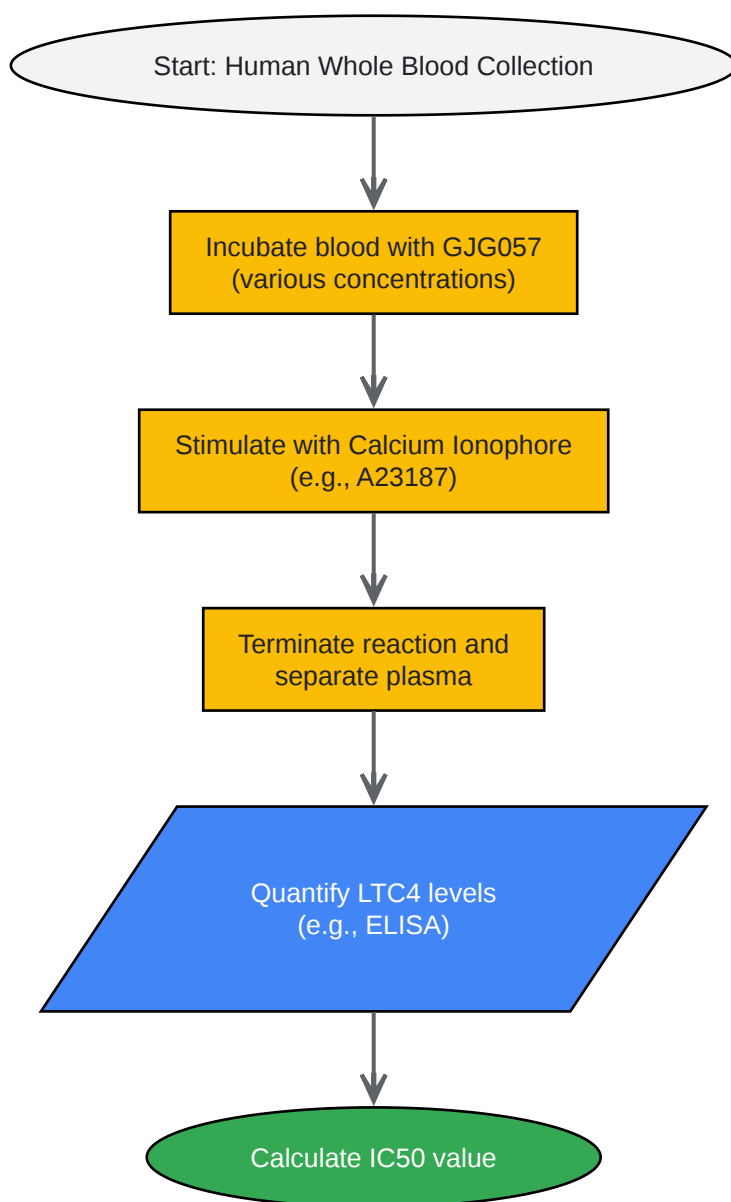 Start: Human Whole Blood Collection
Incubate blood with GJG057
(various concentrations)
Stimulate with Calcium Ionophore
(e.g., A23187)
Terminate reaction and
separate plasma
Quantify LTC4 levels
(e.g., ELISA)
Calculate IC50 value